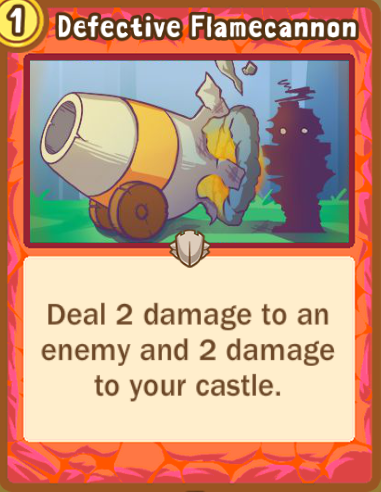 1
Defective Flamecannon
Deal 2 damage to an
enemy and 2 damage
to your castle.